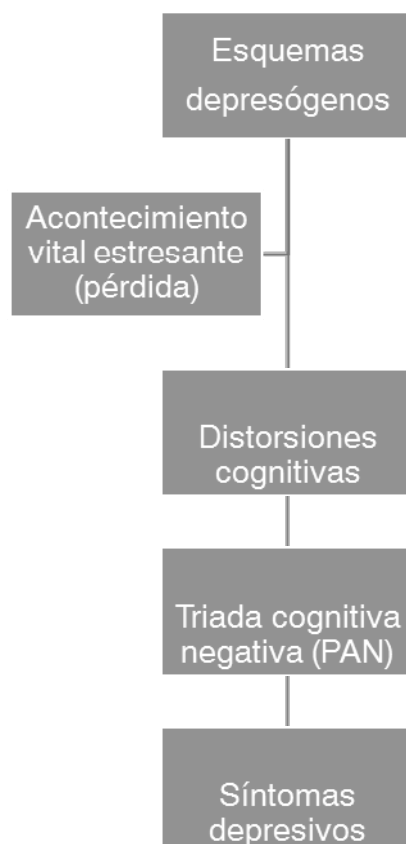 Esquemas
depresógenos
Acontecimiento
vital estresante
(pérdida)
Distorsiones
cognitivas
Triada cognitiva
negativa (PAN)
Síntomas
depresivos